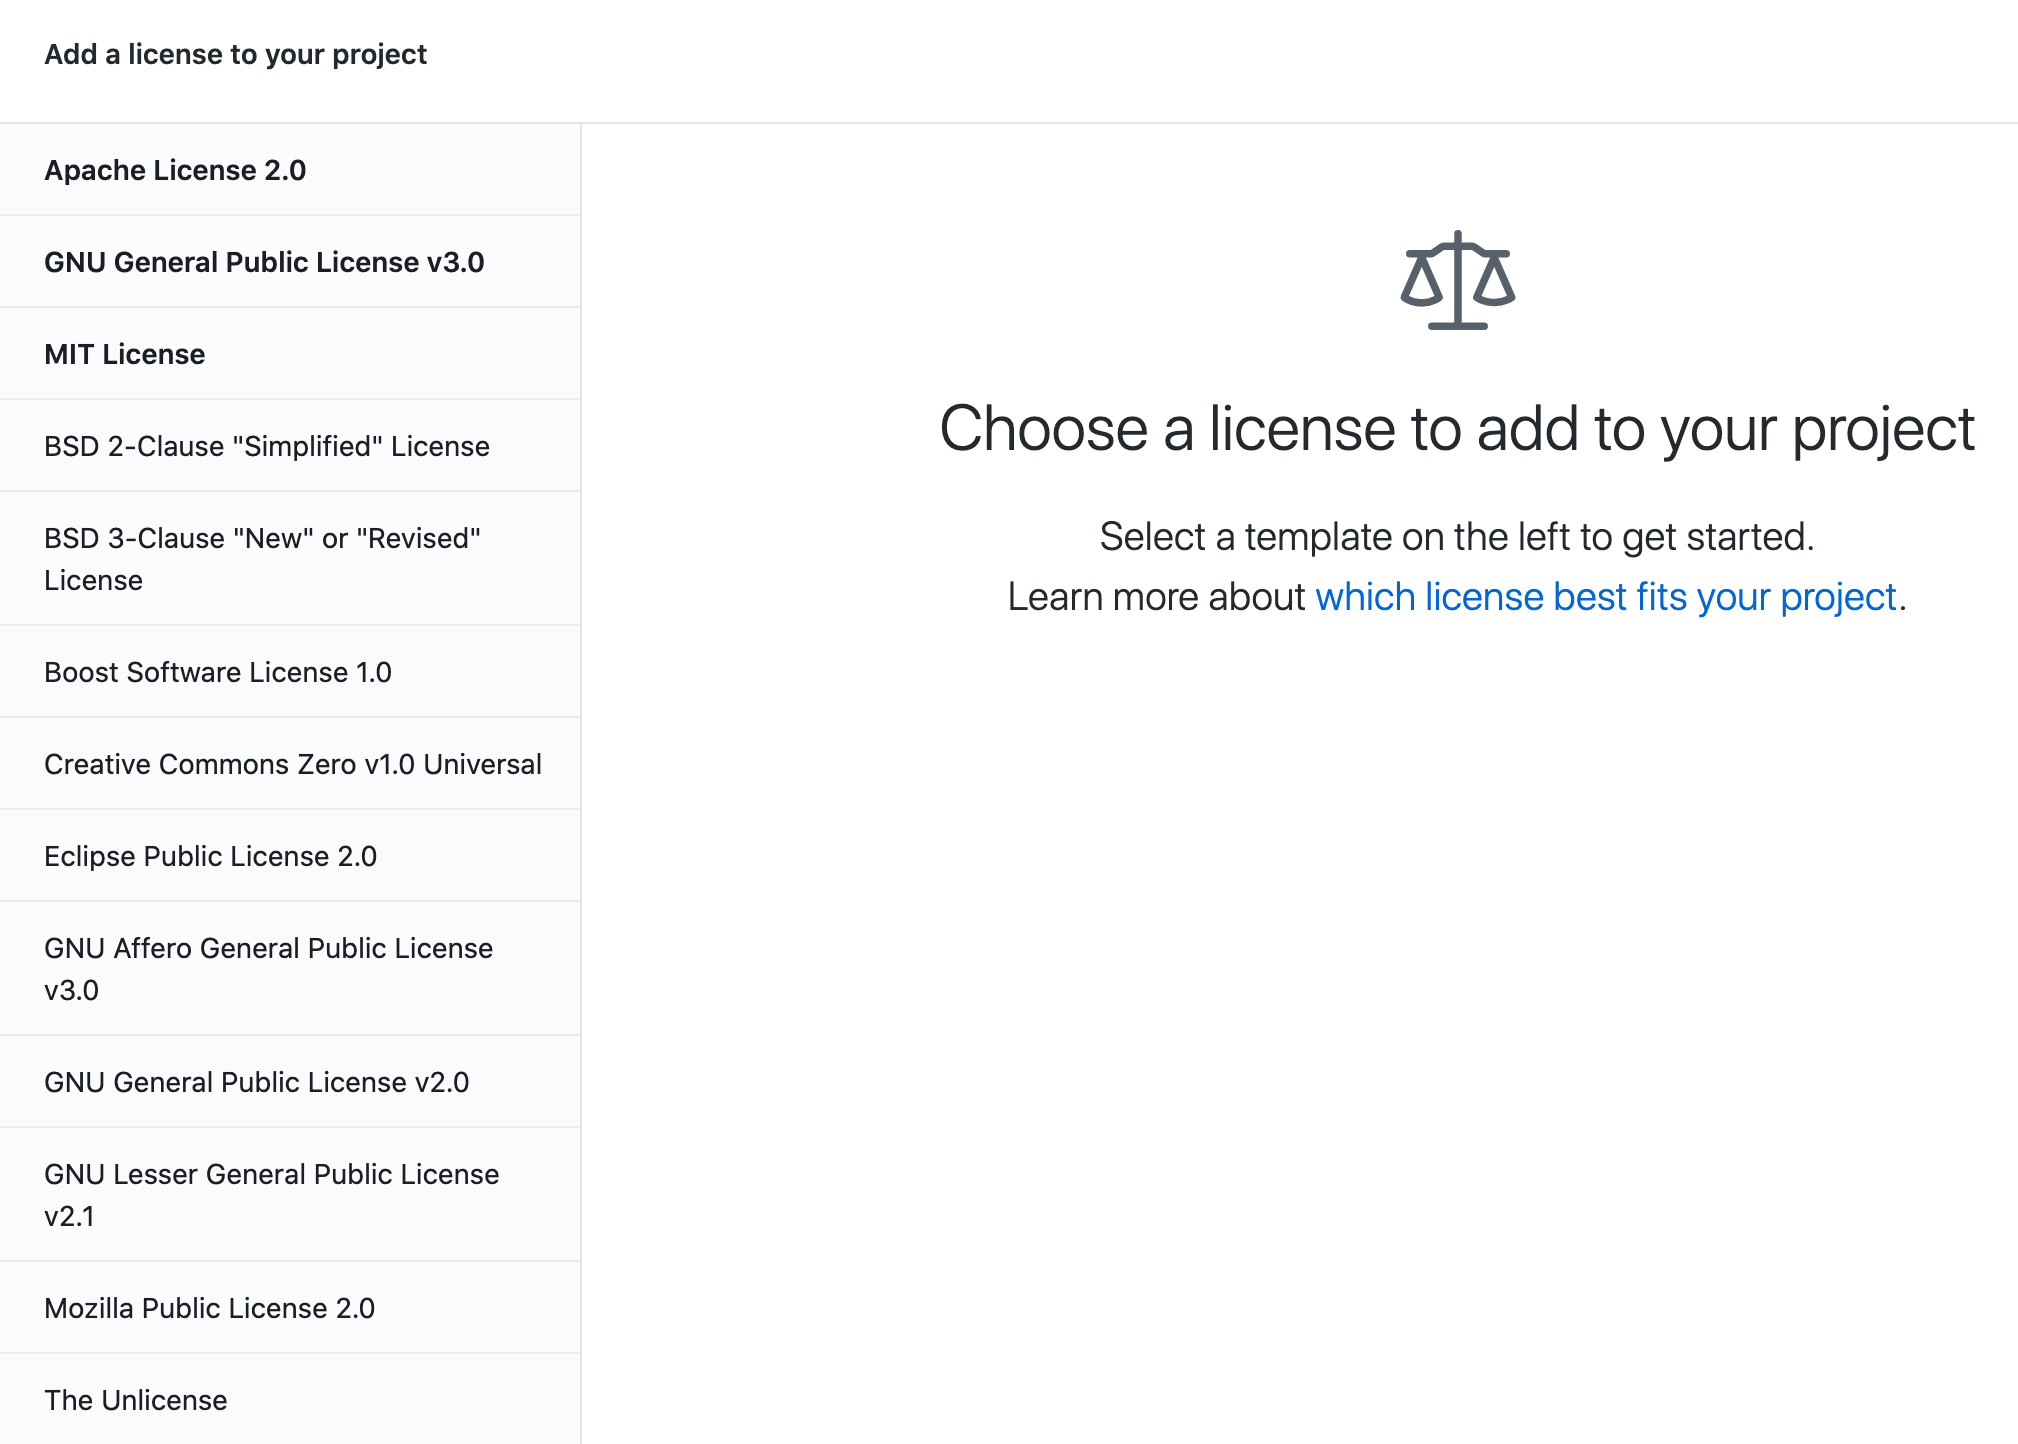 Add a license to your project
Apache License 2.0
GNU General Public License v3.0
MIT License
BSD 2-Clause "Simplified" License
BSD 3-Clause "New" or "Revised"
License
Boost Software License 1.0
Creative Commons Zero v1.0 Universal
Eclipse Public License 2.0
GNU Affero General Public License
v3.0
GNU General Public License v2.0
GNU Lesser General Public License
v2.1
Mozilla Public License 2.0
The Unlicense
Choose a license to add to your project
Select a template on the left to get started.
Learn more about which license best fits your project.